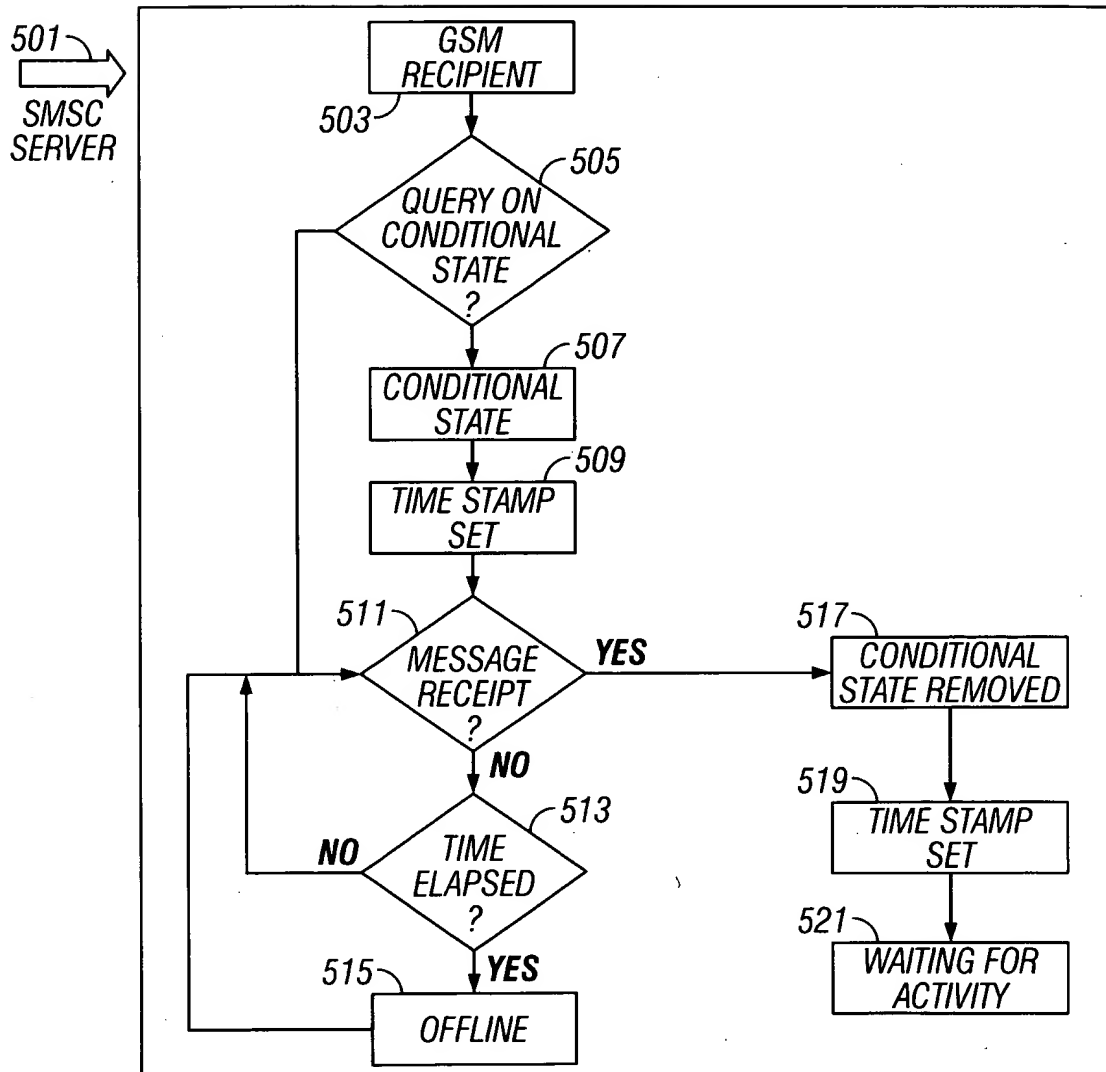 501
SMSC
SERVER
GSM
RECIPIENT
503
505
QUERY ON
CONDITIONAL
STATE
?
507
CONDITIONAL
STATE
509
TIME STAMP
SET
511
MESSAGE
RECEIPT
?
YES
NO
513
TIME
ELAPSED
?
NO
YES
515
OFFLINE
517
CONDITIONAL
STATE REMOVED
519
TIME STAMP
SET
521
WAITING FOR
ACTIVITY